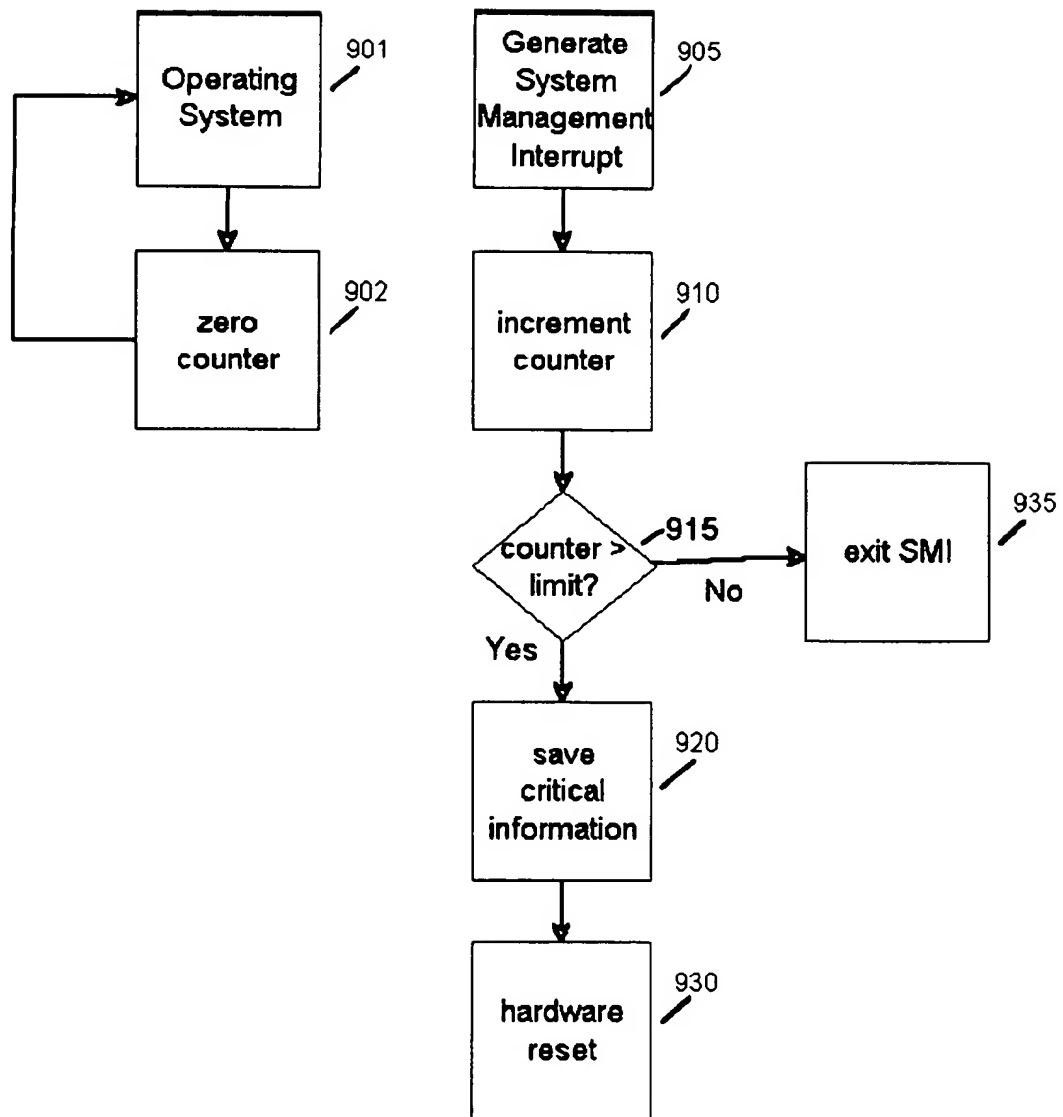 Operating
System
901
zero
counter
902
Generate
System
Management
Interrupt
905
increment
counter
910
counter >
limit?
915
No
Yes
exit SMI
935
save
critical
information
920
hardware
reset
930